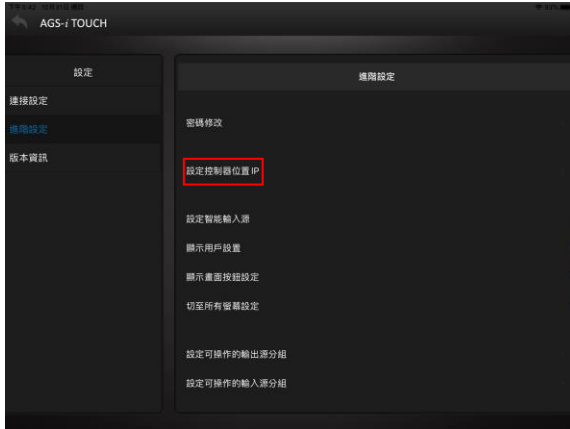 AGS-i TOUCH
設定
進階設定
連接設定
密碼修改
進階設定
版本資訊
設定控制器位置IP
設定智能輸入源
顯示用戶設置
顯示畫面按鈕設定
切至所有螢幕設定
設定可操作的輸出源分組
設定可操作的輸入源分組